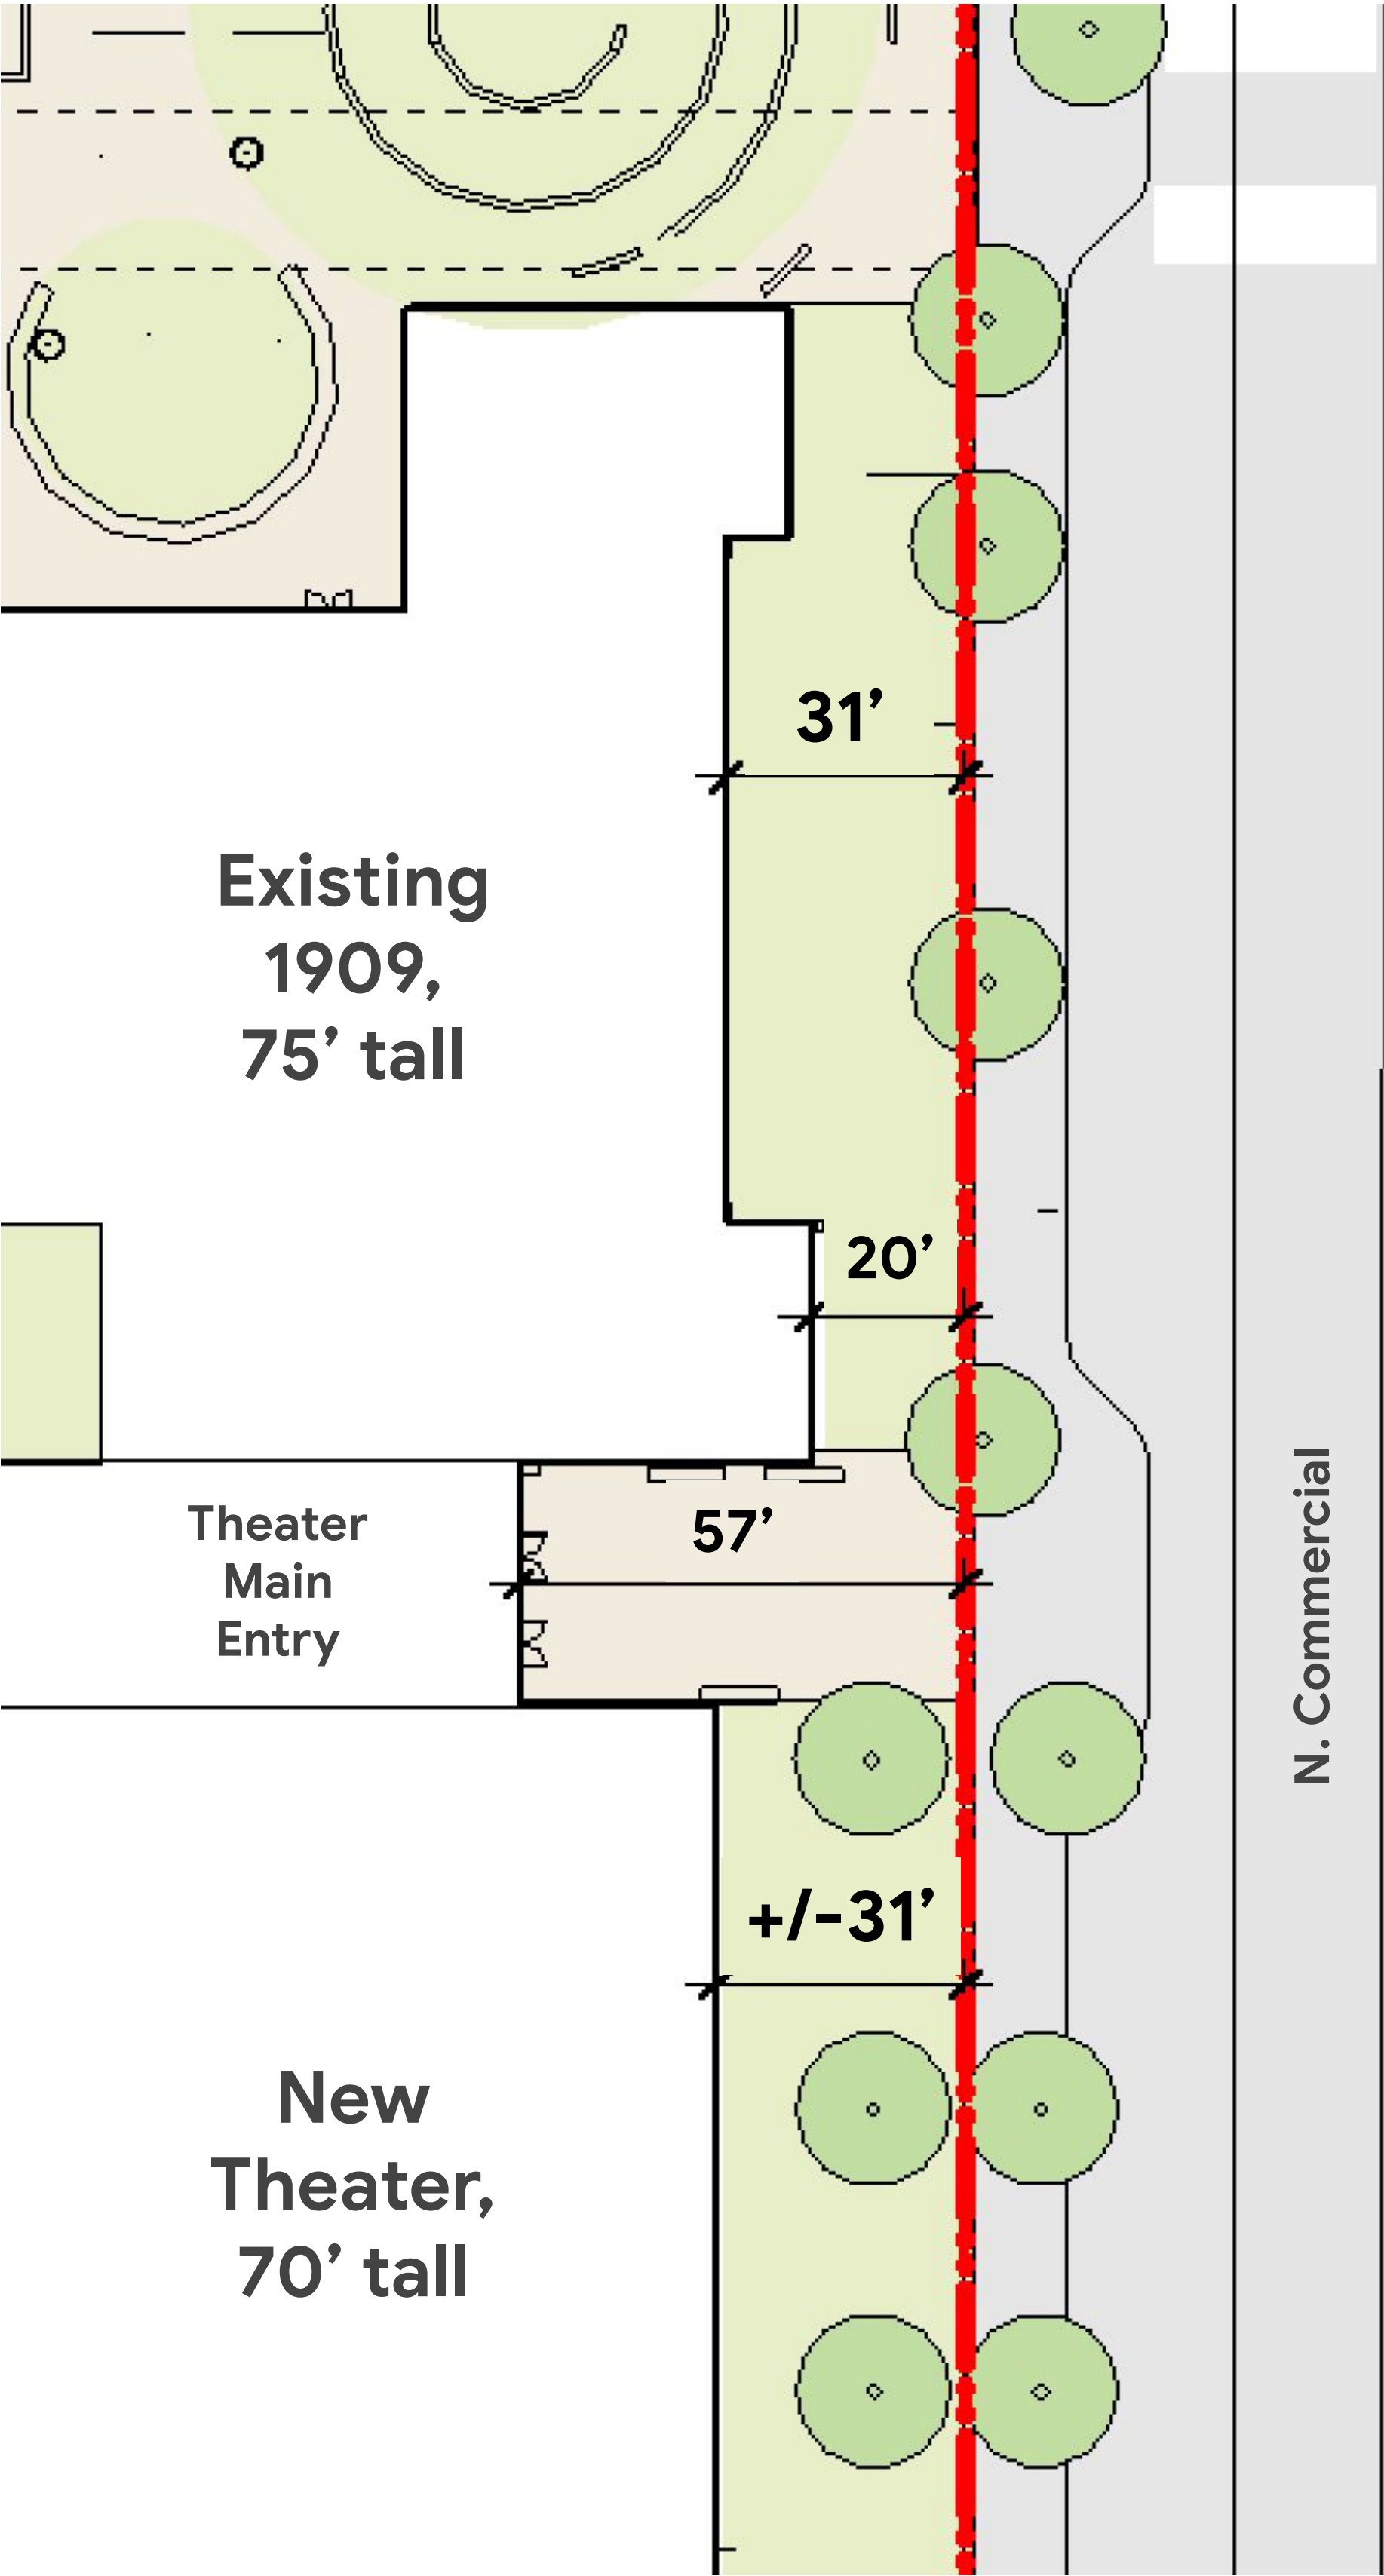 31’
Existing
1909,
75’ tall
20’
Theater
Main
Entry
57’
N. Commercial
+/-31’
New
Theater,
70’ tall